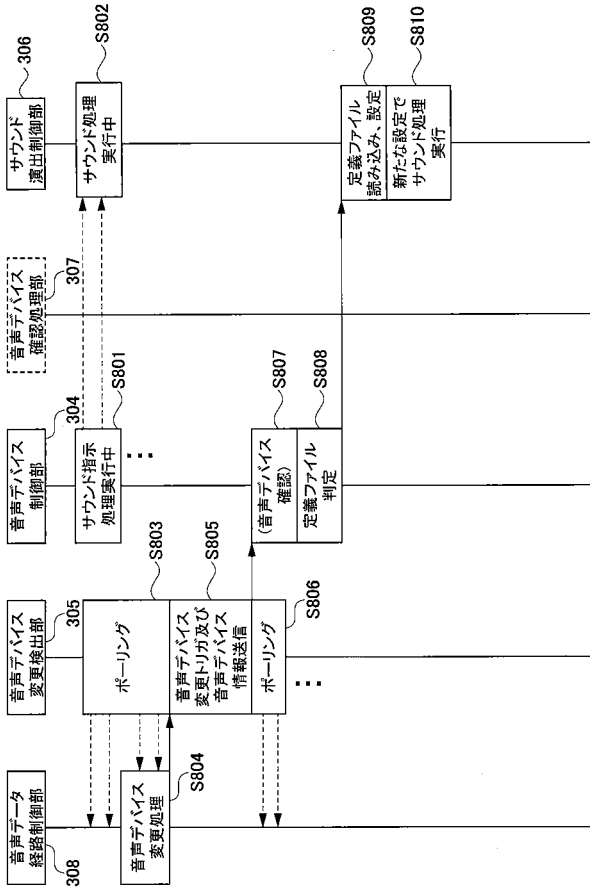 308
音声データ
経路制御部
305
音声デバイス
変更検出部
304
音声デバイス
制御部
307
音声デバイス
確認処理部
306
サウンド
演出制御部
S801
サウンド指示
処理実行中
S802
サウンド処理
実行中
S803
ポーリング
S804
音声デバイス
変更処理
S805
音声デバイス
変更トリガ及び
音声デバイス
情報送信
S806
ポーリング
S807
(音声デバイス
確認)
S808
定義ファイル
判定
S809
定義ファイル
読み込み、設定
S810
新たな設定で
サウンド処理
実行